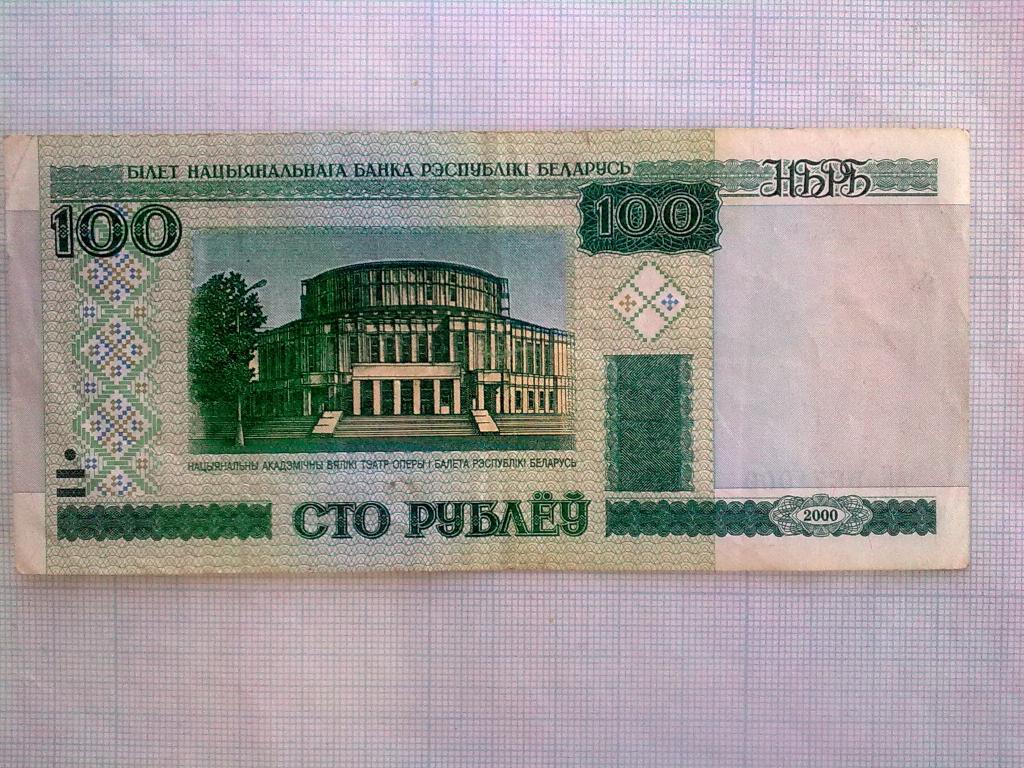 БІЛЕТ НАЦЫЯНАЛЬНАГА БАНКА РЭСПУБЛІКІ БЕЛАРУСЬ
НБРБ
100
100
НАЦЫЯНАЛЬНЫ АКАДЭМІЧНЫ ВЯЛІКІ ТЭАТР ОПЕРЫ І БАЛЕТА РЭСПУБЛІКІ БЕЛАРУСЬ
СТО РУБЛЁЎ
2000